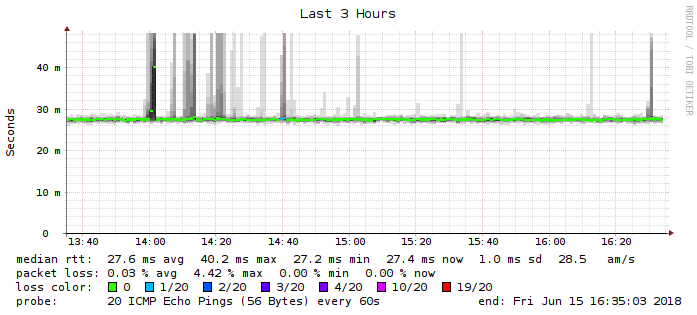 Last 3 Hours
RRDTOOL / TOBI OETIKER
Seconds
40 m
30 m
20 m
10 m
0
13:40 14:00 14:20 14:40 15:00 15:20 15:40 16:00 16:20
median rtt: 27.6 ms avg 40.2 ms max 27.2 ms min 27.4 ms now 1.0 ms sd 28.5 am/s
packet loss: 0.03 % avg 4.42 % max 0.00 % min 0.00 % now
loss color: 0 1/20 2/20 3/20 4/20 10/20 19/20
probe: 20 ICMP Echo Pings (56 Bytes) every 60s end: Fri Jun 15 16:35:03 2018